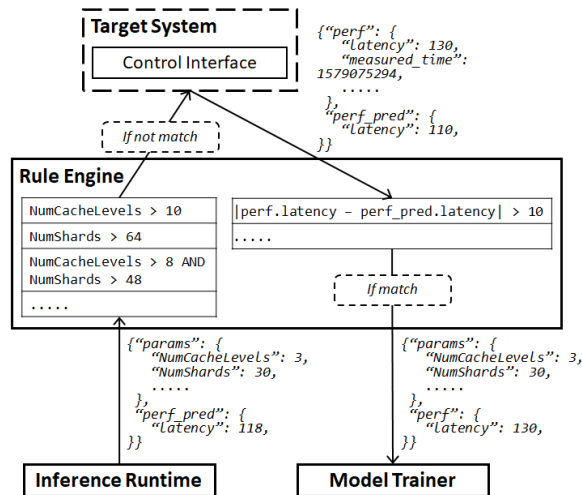 Target System
Control Interface
{“perf”: {
“latency”: 130,
“measured_time”:
1579075294,
.....
},
“perf_pred”: {
“latency”: 110,
}}
If not match
Rule Engine
NumCacheLevels > 10
NumShards > 64
NumCacheLevels > 8 AND
NumShards > 48
.....
|perf.latency – perf_pred.latency| > 10
.....
If match
{“params”: {
“NumCacheLevels”: 3,
“NumShards”: 30,
.....
},
“perf_pred”: {
“latency”: 118,
}}
{“params”: {
“NumCacheLevels”: 3,
“NumShards”: 30,
.....
},
“perf”: {
“latency”: 130,
}}
Inference Runtime
Model Trainer